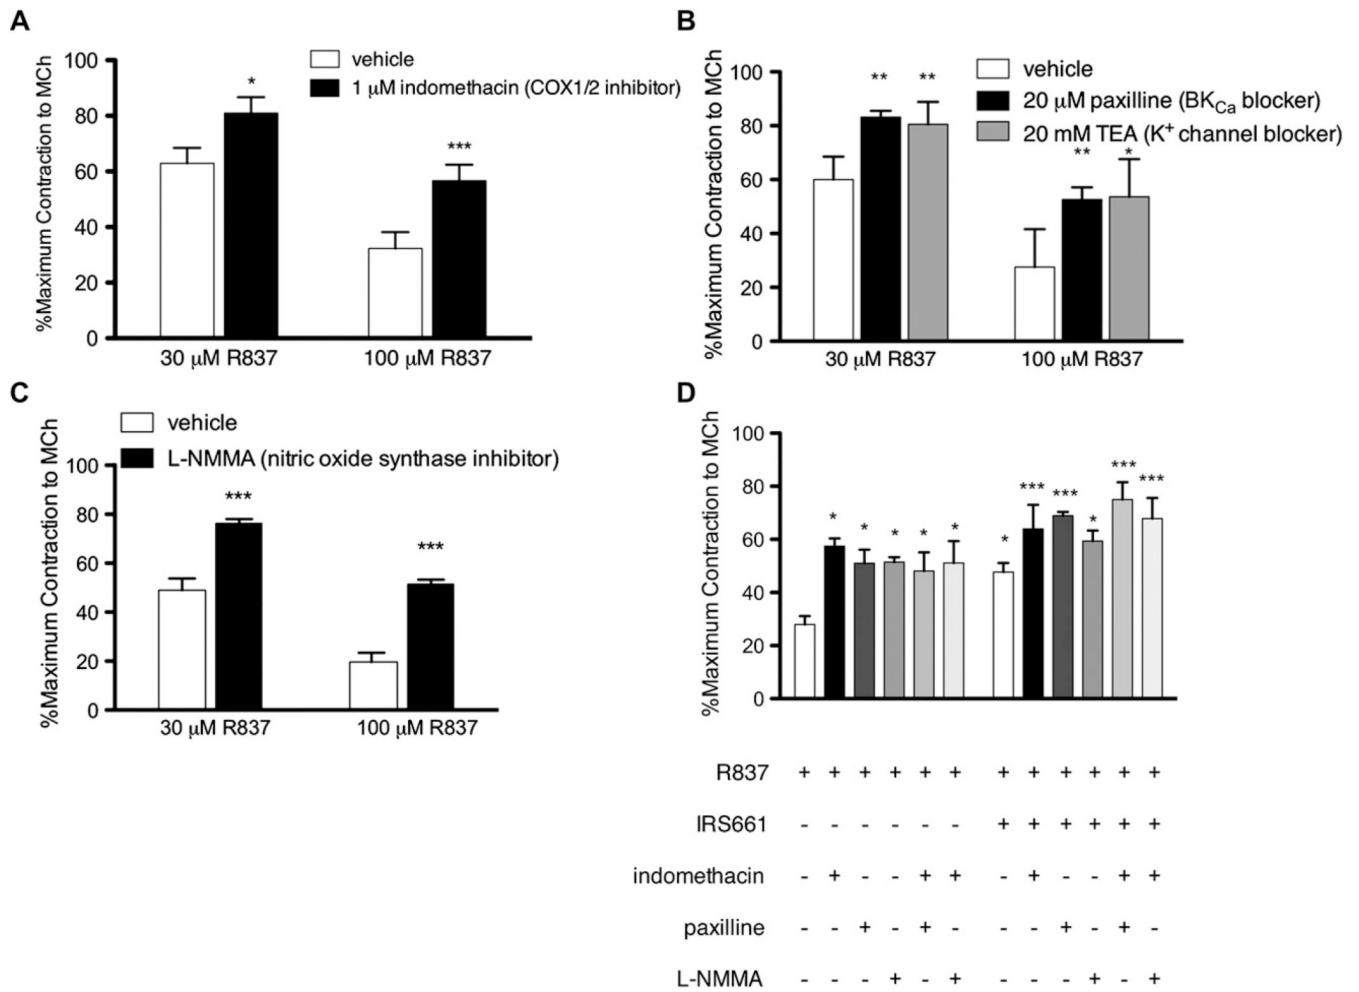 A
vehicle
1 μM indomethacin (COX1/2 inhibitor)
%Maximum Contraction to MCh
100
80
60
40
20
0
*
***
30 μM R837
100 μM R837
B
vehicle
20 μM paxilline (BKCa blocker)
20 mM TEA (K+ channel blocker)
%Maximum Contraction to MCh
100
80
60
40
20
0
** **
** *
30 μM R837
100 μM R837
C
vehicle
L-NMMA (nitric oxide synthase inhibitor)
%Maximum Contraction to MCh
100
80
60
40
20
0
***
***
30 μM R837
100 μM R837
D
%Maximum Contraction to MCh
100
80
60
40
20
0
* * * * * * *** *** * *** ***
R837 + + + + + + + + + + + +
IRS661 - - - - - - + + + + + +
indomethacin - + - - + + - + - - + +
paxilline - - + - + - - - + - + -
L-NMMA - - - + - + - - - + - +